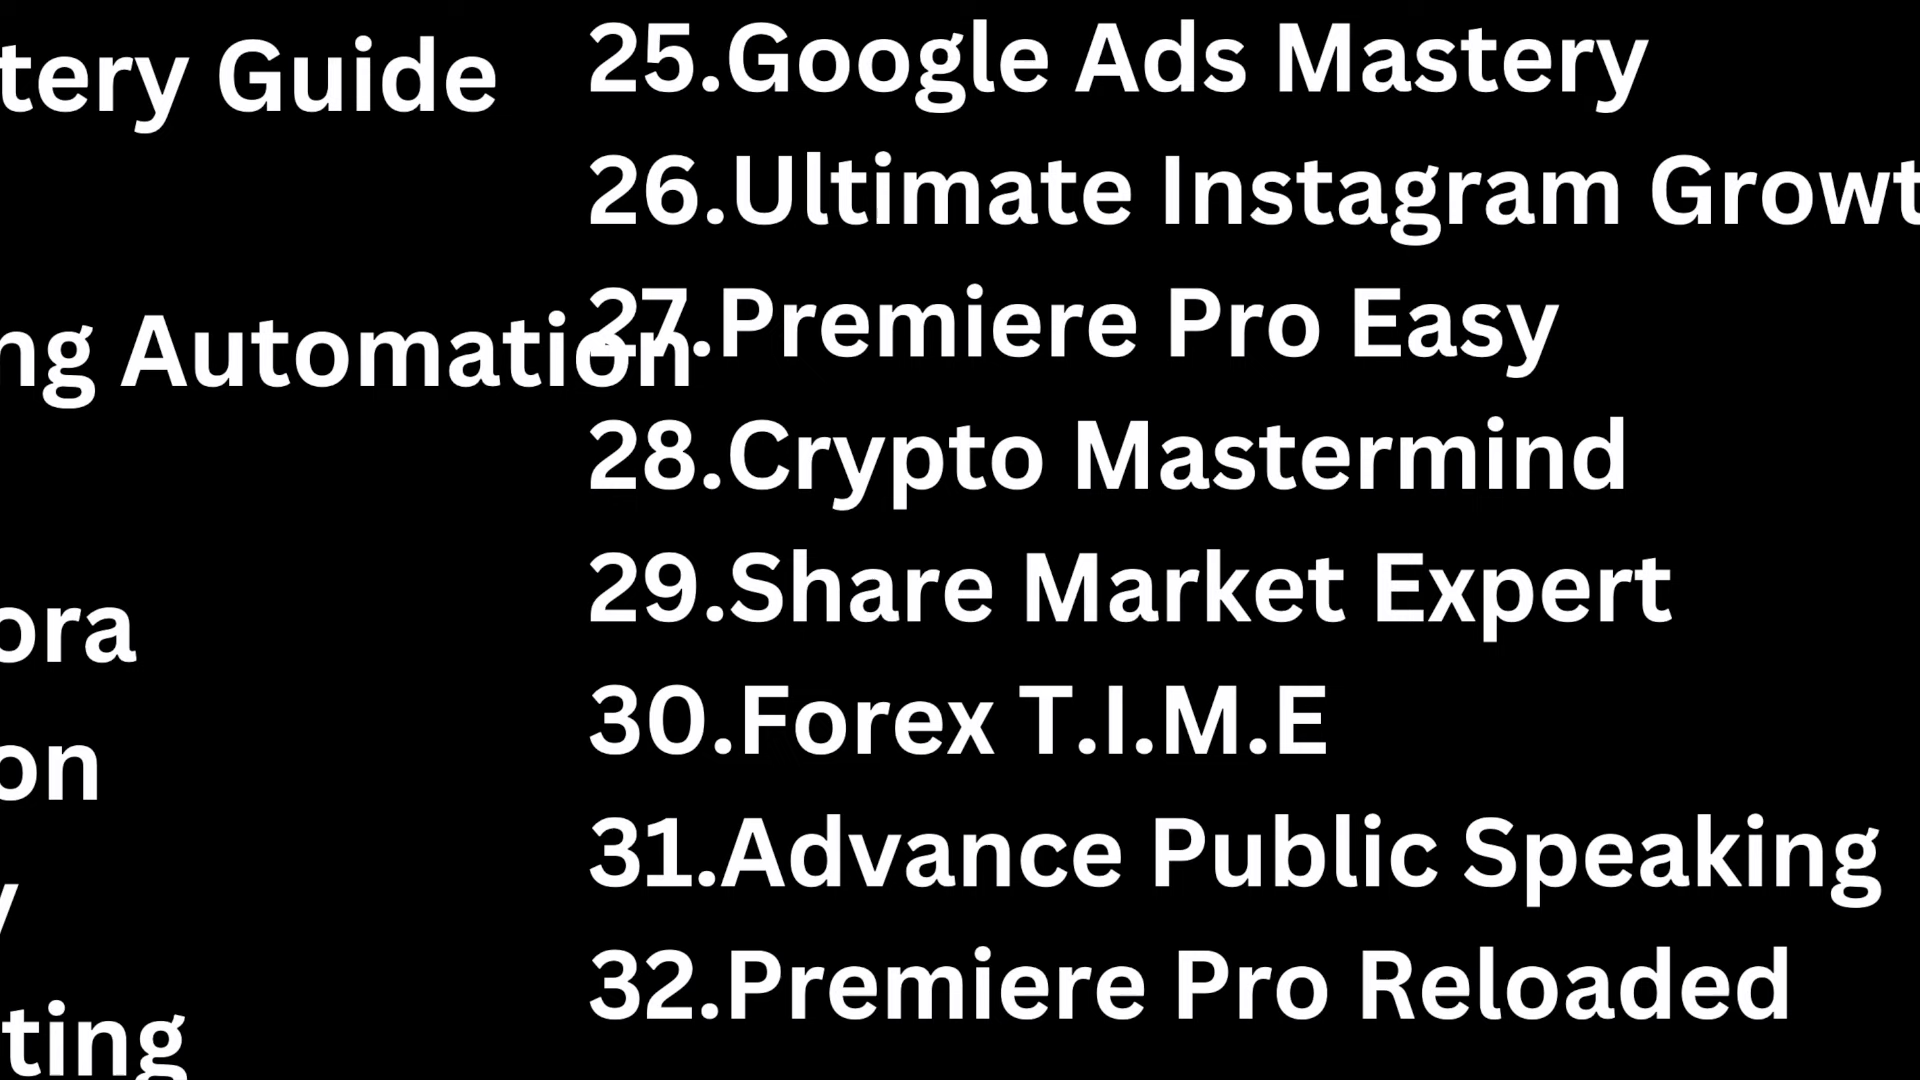 tery Guide
ng Automation
ora
on
y
ting
25.Google Ads Mastery
26.Ultimate Instagram Growt
27.Premiere Pro Easy
28.Crypto Mastermind
29.Share Market Expert
30.Forex T.I.M.E
31.Advance Public Speaking
32.Premiere Pro Reloaded